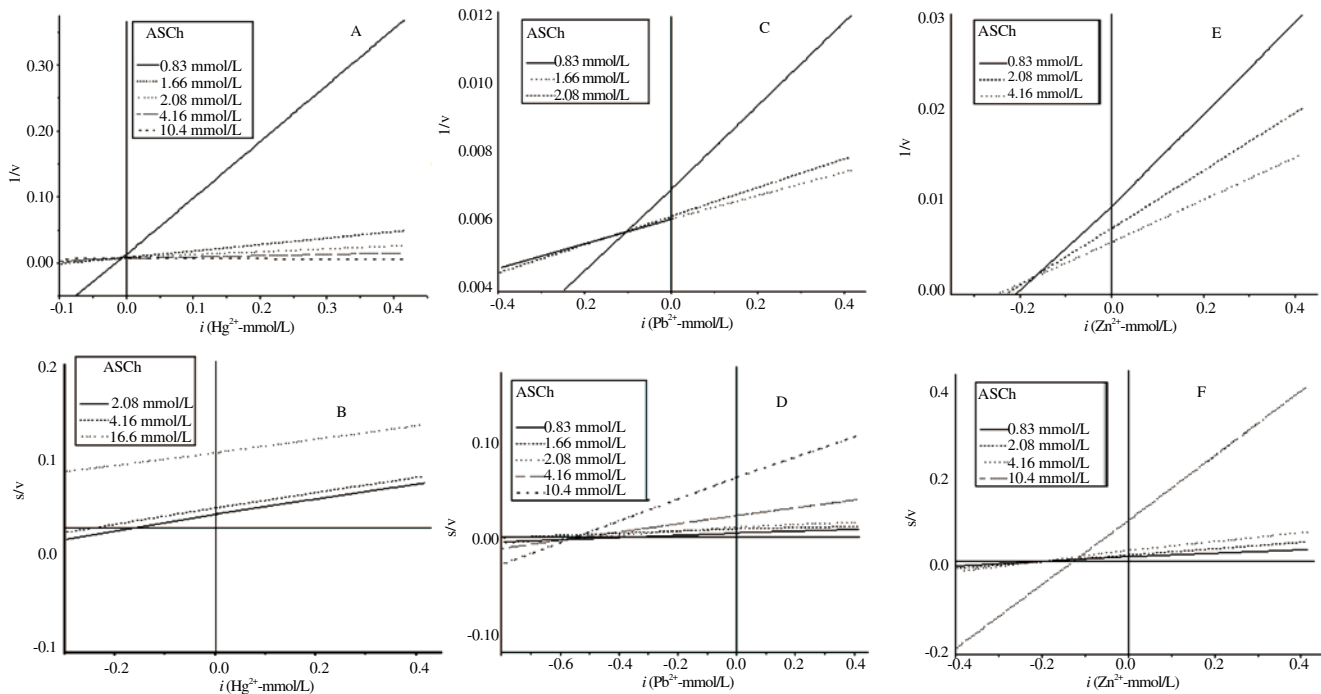 A
ASCh
0.83 mmol/L
1.66 mmol/L
2.08 mmol/L
4.16 mmol/L
10.4 mmol/L
0.30
0.20
0.10
0.00
1/v
-0.1
0.0
0.1
0.2
0.3
0.4
i (Hg²⁺-mmol/L)
C
ASCh
0.83 mmol/L
1.66 mmol/L
2.08 mmol/L
0.012
0.010
0.008
0.006
0.004
1/v
-0.4
0.2
0.0
0.2
0.4
i (Pb²⁺-mmol/L)
E
ASCh
0.83 mmol/L
2.08 mmol/L
4.16 mmol/L
0.03
0.02
0.01
0.00
1/v
-0.2
0.0
0.2
0.4
i (Zn²⁺-mmol/L)
B
ASCh
2.08 mmol/L
4.16 mmol/L
16.6 mmol/L
0.2
0.1
0.0
-0.1
s/v
-0.2
0.0
0.2
0.4
i (Hg²⁺-mmol/L)
D
ASCh
0.83 mmol/L
1.66 mmol/L
2.08 mmol/L
4.16 mmol/L
10.4 mmol/L
0.10
0.00
-0.10
s/v
-0.6
-0.4
-0.2
0.0
0.2
0.4
i (Pb²⁺-mmol/L)
F
ASCh
0.83 mmol/L
2.08 mmol/L
4.16 mmol/L
10.4 mmol/L
0.4
0.2
0.0
-0.2
s/v
-0.4
-0.2
0.0
0.2
0.4
i (Zn²⁺-mmol/L)